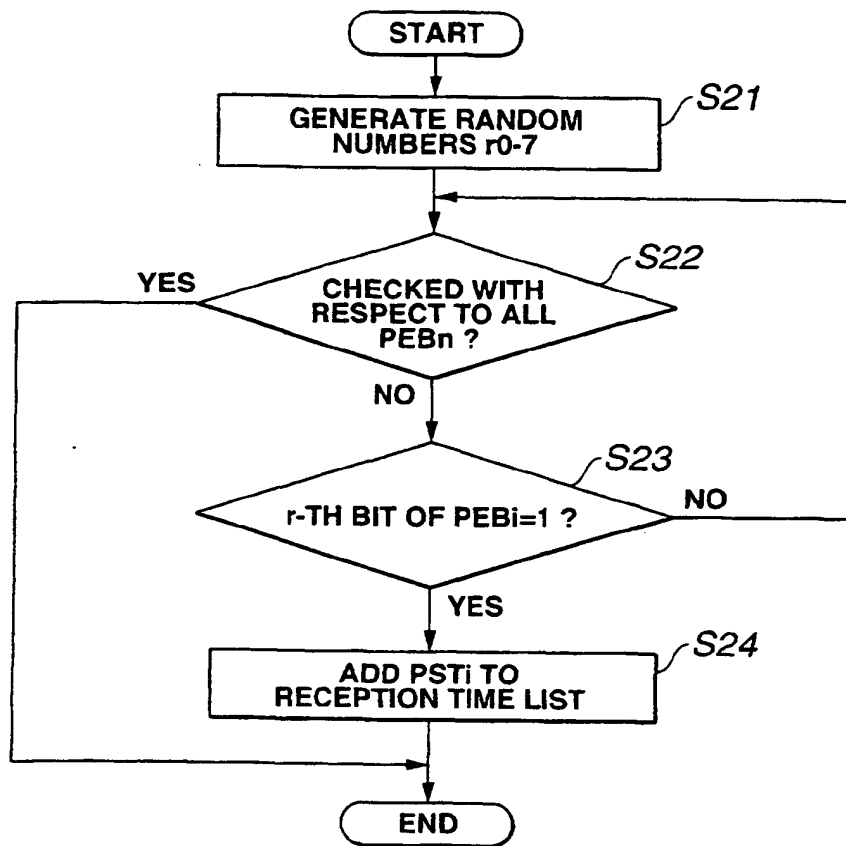 START
GENERATE RANDOM
NUMBERS r0-7
S21
YES
CHECKED WITH
RESPECT TO ALL
PEBn ?
S22
NO
r-TH BIT OF PEBi=1 ?
S23
NO
YES
ADD PSTi TO
RECEPTION TIME LIST
S24
END